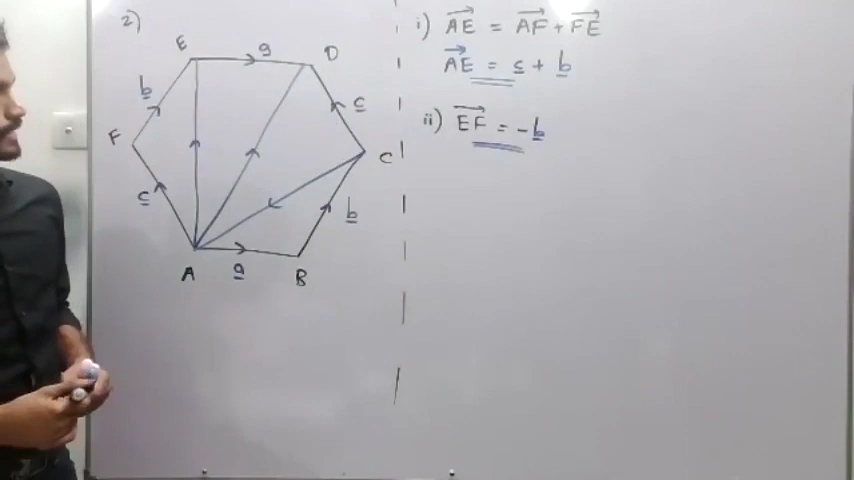 2)
E a D
b c
F C
c b
A a B
i) AE = AF + FE
AE = c + b
ii) EF = -b